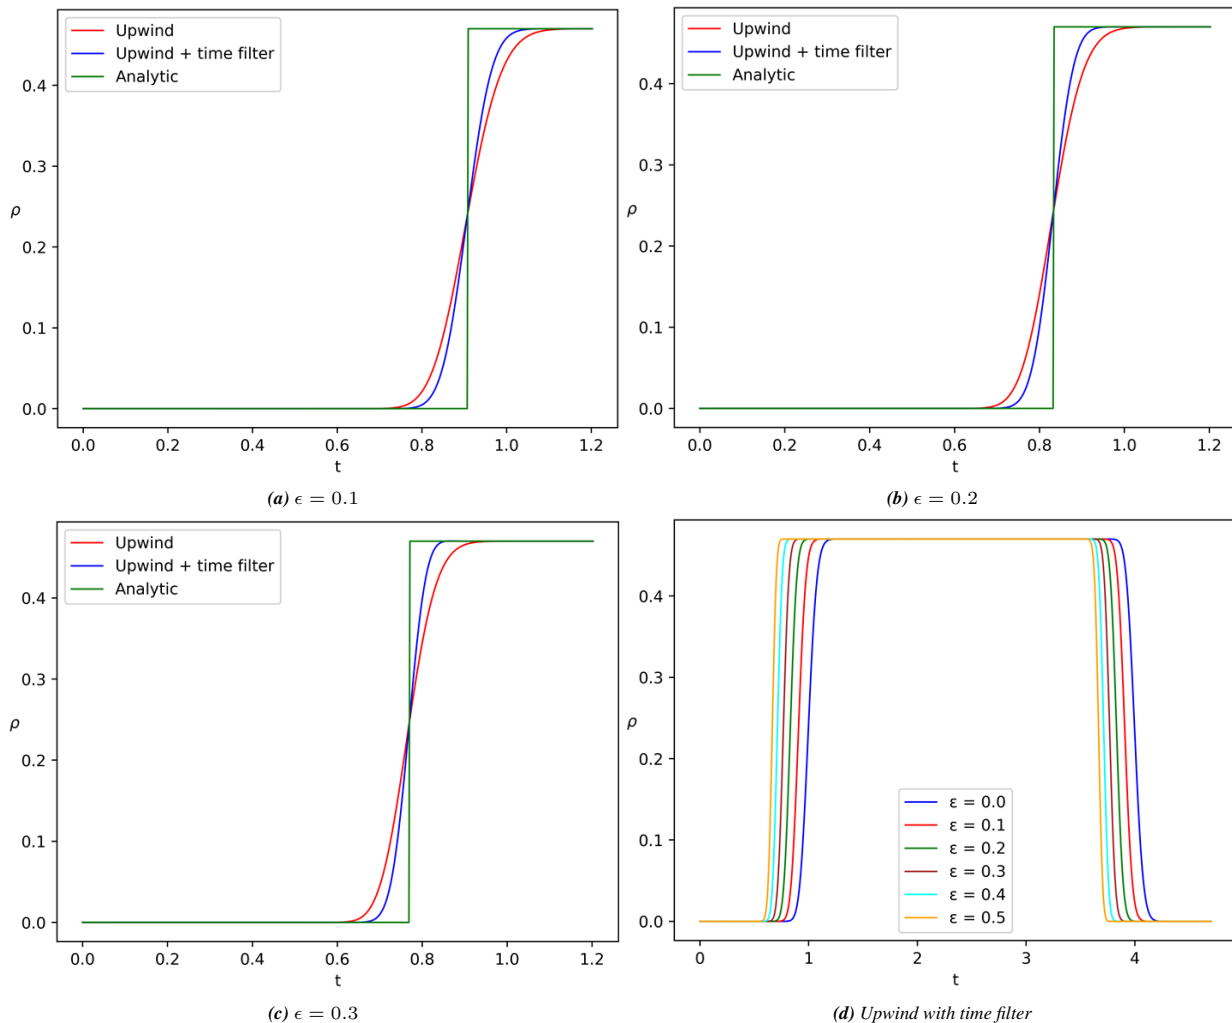 Upwind
Upwind + time filter
Analytic
0.4
0.3
ρ
0.2
0.1
0.0
0.0 0.2 0.4 0.6 0.8 1.0 1.2
t
(a) ϵ = 0.1
Upwind
Upwind + time filter
Analytic
0.4
0.3
ρ
0.2
0.1
0.0
0.0 0.2 0.4 0.6 0.8 1.0 1.2
t
(b) ϵ = 0.2
Upwind
Upwind + time filter
Analytic
0.4
0.3
ρ
0.2
0.1
0.0
0.0 0.2 0.4 0.6 0.8 1.0 1.2
t
(c) ϵ = 0.3
0.4
0.3
ρ
0.2
0.1
0.0
ε = 0.0
ε = 0.1
ε = 0.2
ε = 0.3
ε = 0.4
ε = 0.5
0 1 2 3 4
t
(d) Upwind with time filter